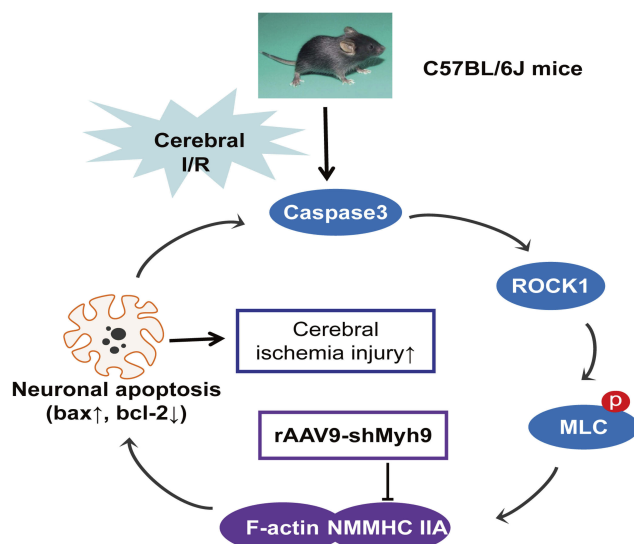 C57BL/6J mice
Cerebral
I/R
Caspase3
ROCK1
Cerebral
ischemia injury↑
Neuronal apoptosis
(bax↑, bcl-2↓)
p
MLC
rAAV9-shMyh9
F-actin NMMHC IIA